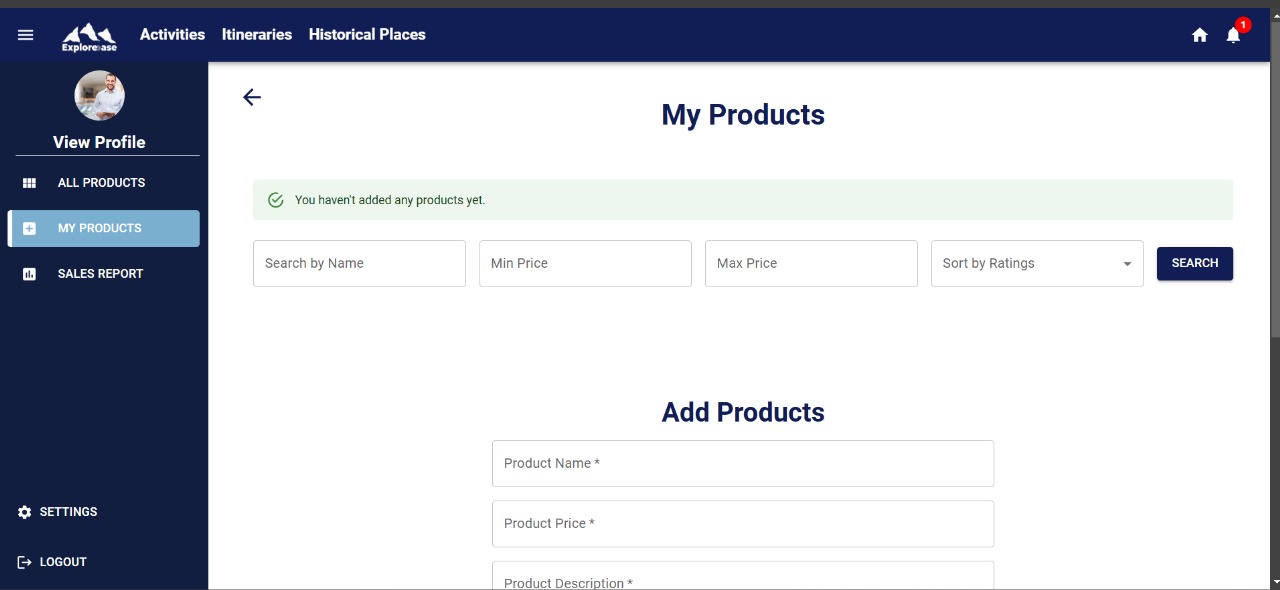 Explorease
Activities Itineraries Historical Places
1
View Profile
ALL PRODUCTS
MY PRODUCTS
SALES REPORT
SETTINGS
LOGOUT
My Products
You haven't added any products yet.
Search by Name Min Price Max Price Sort by Ratings SEARCH
Add Products
Product Name *
Product Price *
Product Description *